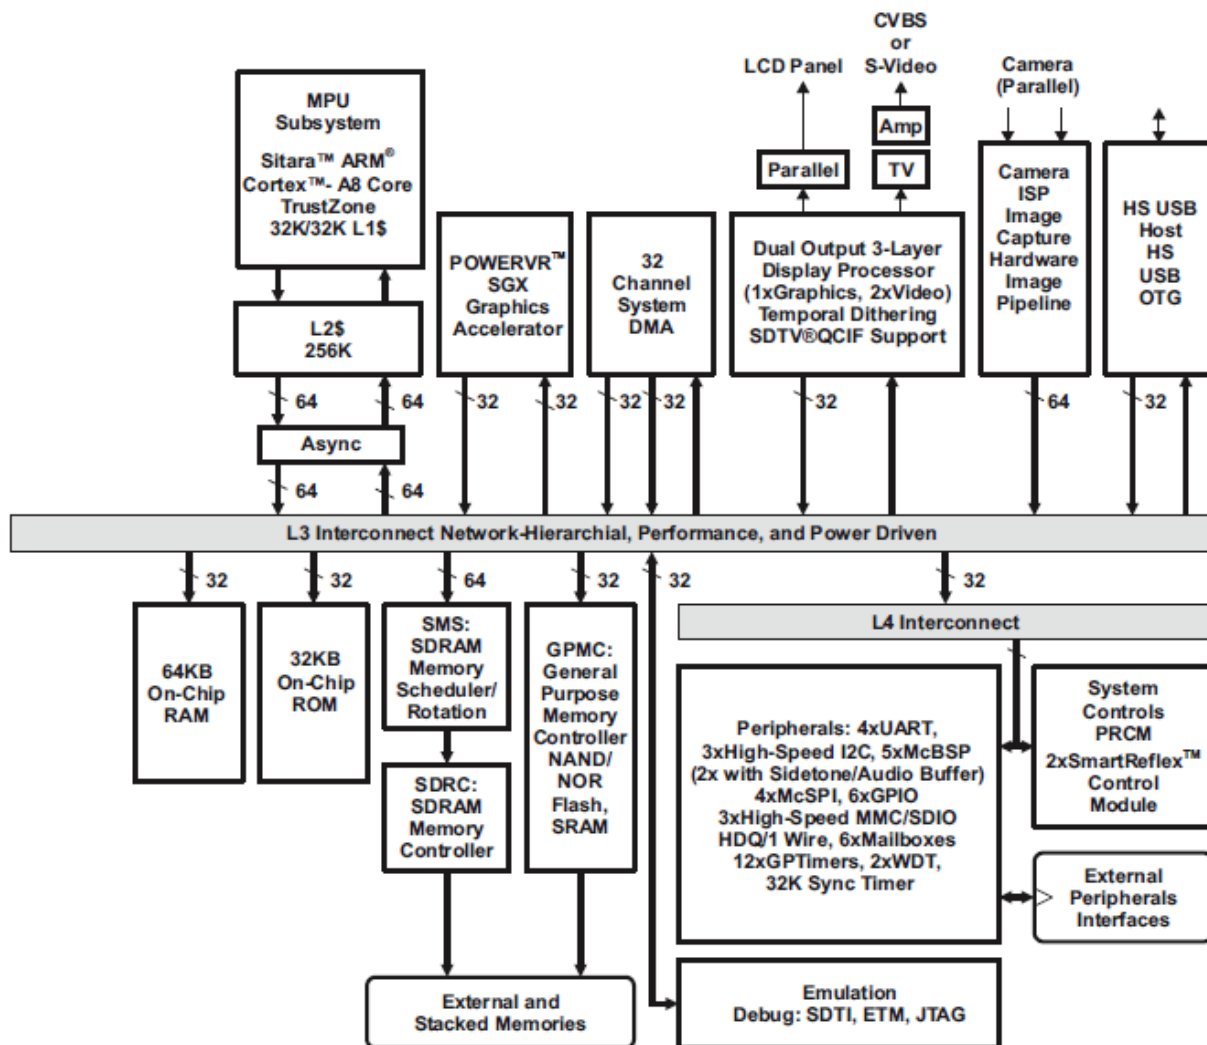 CVBS
or
S-Video
LCD Panel
Camera
(Parallel)
MPU
Subsystem
Sitara™ ARM®
Cortex™- A8 Core
TrustZone
32K/32K L1$
Amp
Parallel
TV
L2$
256K
POWERVR™
SGX
Graphics
Accelerator
32
Channel
System
DMA
Dual Output 3-Layer
Display Processor
(1xGraphics, 2xVideo)
Temporal Dithering
SDTV®QCIF Support
Camera
ISP
Image
Capture
Hardware
Image
Pipeline
HS USB
Host
HS
USB
OTG
64
64
32
32
32
32
32
64
32
Async
64
64
L3 Interconnect Network-Hierarchial, Performance, and Power Driven
32
32
64
32
32
32
64KB
On-Chip
RAM
32KB
On-Chip
ROM
SMS:
SDRAM
Memory
Scheduler/
Rotation
SDRC:
SDRAM
Memory
Controller
GPMC:
General
Purpose
Memory
Controller
NAND/
NOR
Flash,
SRAM
L4 Interconnect
Peripherals: 4xUART,
3xHigh-Speed I2C, 5xMcBSP
(2x with Sidetone/Audio Buffer)
4xMcSPI, 6xGPIO
3xHigh-Speed MMC/SDIO
HDQ/1 Wire, 6xMailboxes
12xGPTimers, 2xWDT,
32K Sync Timer
System
Controls
PRCM
2xSmartReflex™
Control
Module
External
Peripherals
Interfaces
External and
Stacked Memories
Emulation
Debug: SDTI, ETM, JTAG